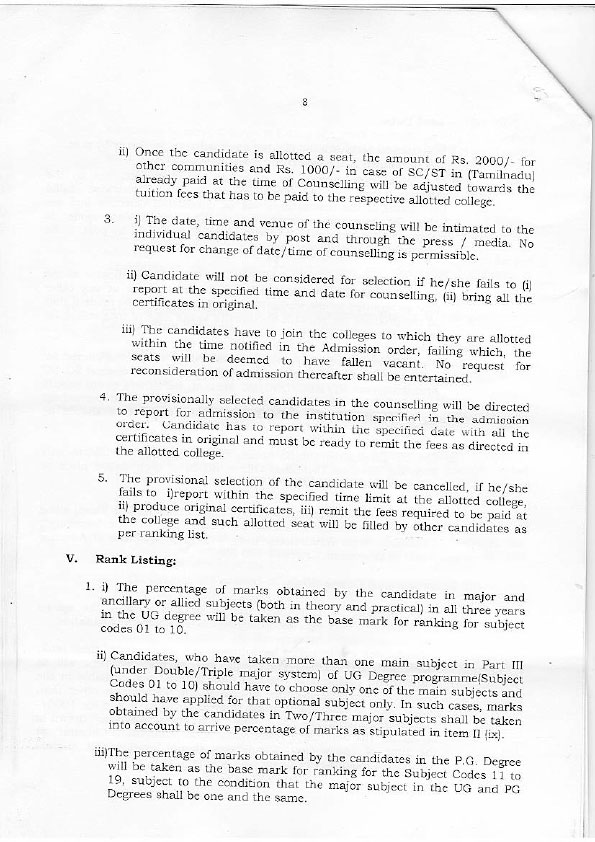 8
ii) Once the candidate is allotted a seat, the amount of Rs. 2000/- for
other communities and Rs. 1000/- in case of SC/ST in (Tamilnadu)
already paid at the time of Counselling will be adjusted towards the
tuition fees that has to be paid to the respective allotted college.
3. i) The date, time and venue of the counseling will be intimated to the
individual candidates by post and through the press / media. No
request for change of date/time of counselling is permissible.
ii) Candidate will not be considered for selection if he/she fails to (i)
report at the specified time and date for counselling, (ii) bring all the
certificates in original.
iii) The candidates have to join the colleges to which they are allotted
within the time notified in the Admission order, failing which, the
seats will be deemed to have fallen vacant. No request for
reconsideration of admission thereafter shall be entertained.
4. The provisionally selected candidates in the counselling will be directed
to report for admission to the institution specified in the admission
order. Candidate has to report within the specified date with all the
certificates in original and must be ready to remit the fees as directed in
the allotted college.
5. The provisional selection of the candidate will be cancelled, if he/she
fails to i)report within the specified time limit at the allotted college,
ii) produce original certificates, iii) remit the fees required to be paid at
the college and such allotted seat will be filled by other candidates as
per ranking list.
V. Rank Listing:
1. i) The percentage of marks obtained by the candidate in major and
ancillary or allied subjects (both in theory and practical) in all three years
in the UG degree will be taken as the base mark for ranking for subject
codes 01 to 10.
ii) Candidates, who have taken more than one main subject in Part III
(under Double/Triple major system) of UG Degree programme(Subject
Codes 01 to 10) should have to choose only one of the main subjects and
should have applied for that optional subject only. In such cases, marks
obtained by the candidates in Two/Three major subjects shall be taken
into account to arrive percentage of marks as stipulated in item II (ix).
iii)The percentage of marks obtained by the candidates in the P.G. Degree
will be taken as the base mark for ranking for the Subject Codes 11 to
19, subject to the condition that the major subject in the UG and PG
Degrees shall be one and the same.